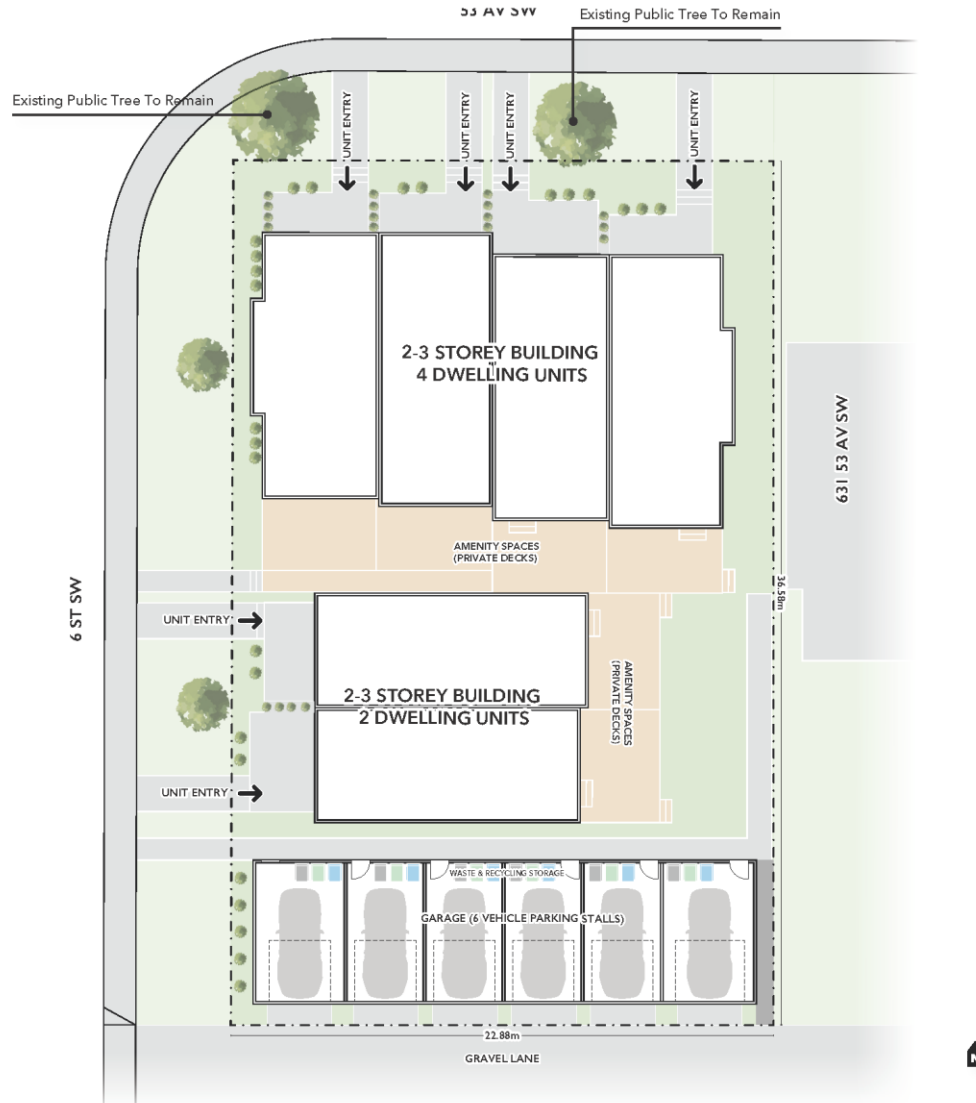 53 AV SW
Existing Public Tree To Remain
Existing Public Tree To Remain
UNIT ENTRY
UNIT ENTRY
UNIT ENTRY
UNIT ENTRY
2-3 STOREY BUILDING
4 DWELLING UNITS
631 53 AV SW
AMENITY SPACES
(PRIVATE DECKS)
36.58m
6 ST SW
UNIT ENTRY
2-3 STOREY BUILDING
2 DWELLING UNITS
AMENITY SPACES
(PRIVATE DECKS)
UNIT ENTRY
WASTE & RECYCLING STORAGE
GARAGE (6 VEHICLE PARKING STALLS)
22.88m
GRAVEL LANE